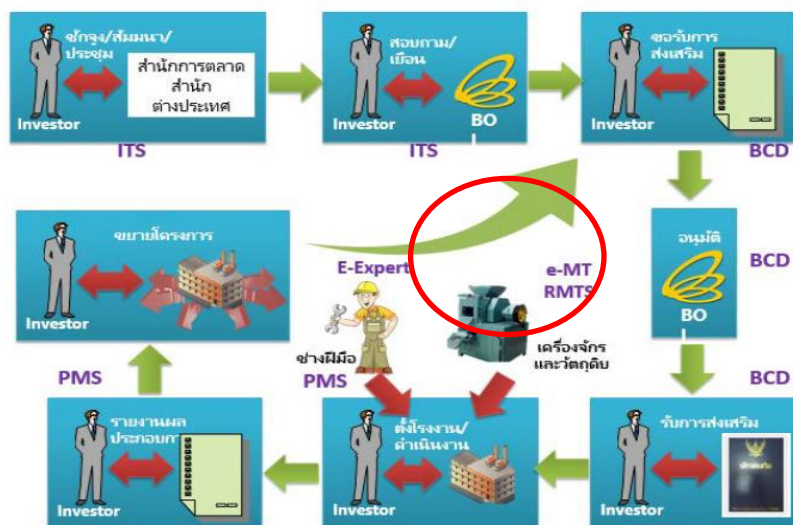 ชักจูง/สัมมนา/
ประชุม
สำนักการตลาด
สำนัก
ต่างประเทศ
Investor
ITS
สอบถาม/
เยือน
BO
Investor
ITS
ขอรับการ
ส่งเสริม
Investor
BCD
ขยายโครงการ
Investor
E-Expert
ช่างฝีมือ
PMS
e-MT
RMTS
เครื่องจักร
และวัตถุดิบ
อนุมัติ
BO
BCD
PMS
BCD
รายงานผล
ประกอบกา
Investor
ตั้งโรงงาน/
ดำเนินงาน
Investor
รับการส่งเสริม
Investor